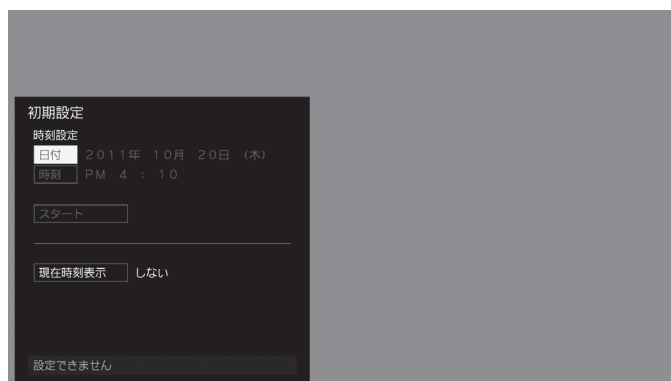 初期設定
時刻設定
日付 2011年 10月 20日 (木)
時刻 PM 4 : 10
スタート
現在時刻表示 しない
設定できません